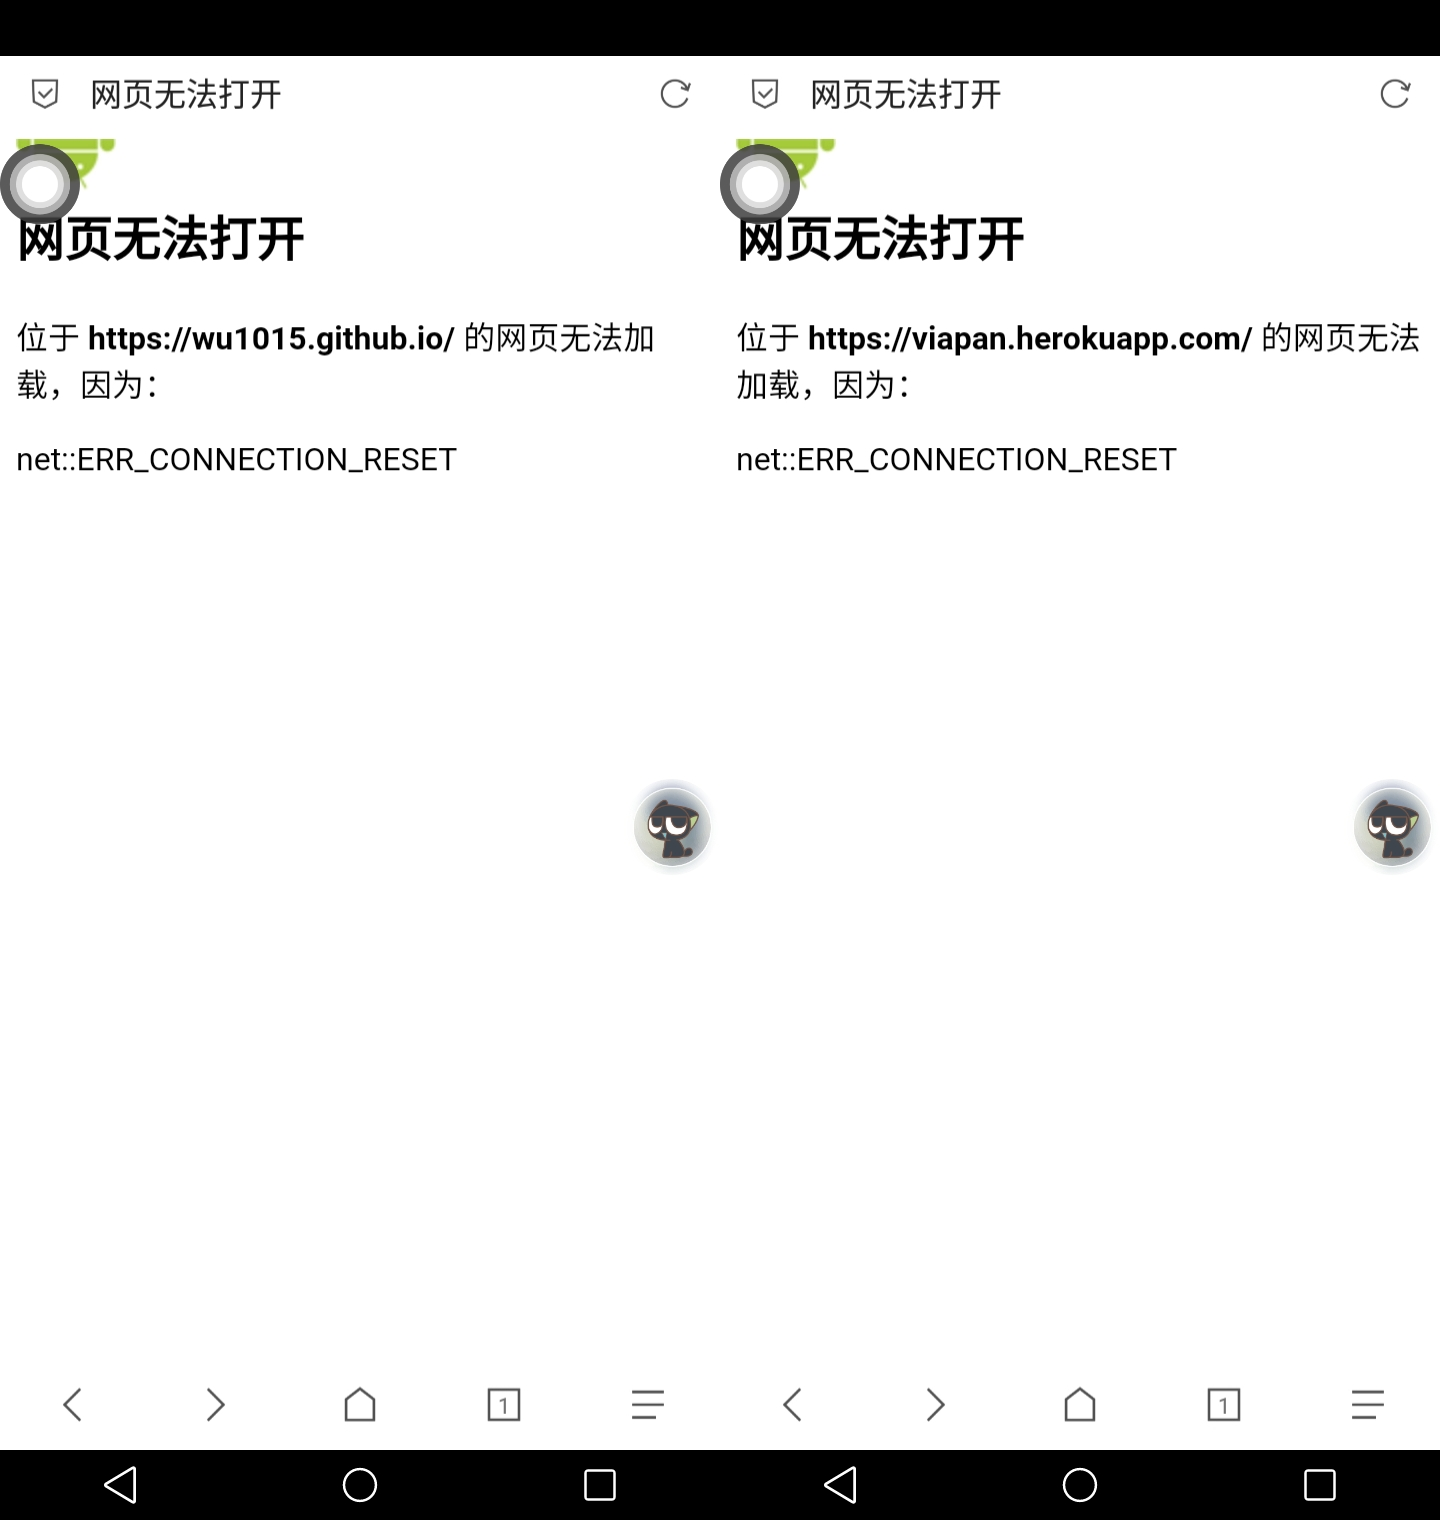 网页无法打开
网页无法打开
位于 https://wu1015.github.io/ 的网页无法加
载，因为：
net::ERR_CONNECTION_RESET
1
网页无法打开
网页无法打开
位于 https://viapan.herokuapp.com/ 的网页无法
加载，因为：
net::ERR_CONNECTION_RESET
1